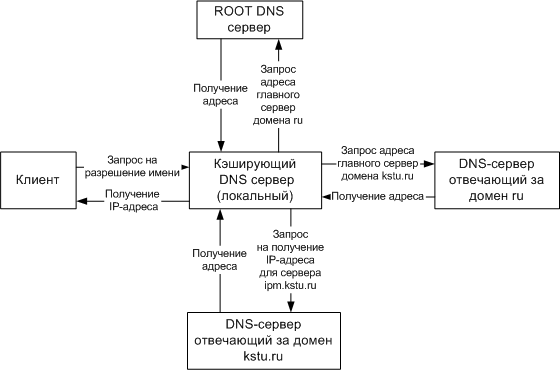 ROOT DNS
сервер
Получение
адреса
Запрос
адреса
главного
сервер
домена ru
Клиент
Запрос на
разрешение имени
Получение
IP-адреса
Кэширующий
DNS сервер
(локальный)
Запрос адреса
главного сервер
домена kstu.ru
Получение адреса
DNS-сервер
отвечающий за
домен ru
Получение
адреса
Запрос
на получение
IP-адреса
для сервера
ipm.kstu.ru
DNS-сервер
отвечающий за домен
kstu.ru